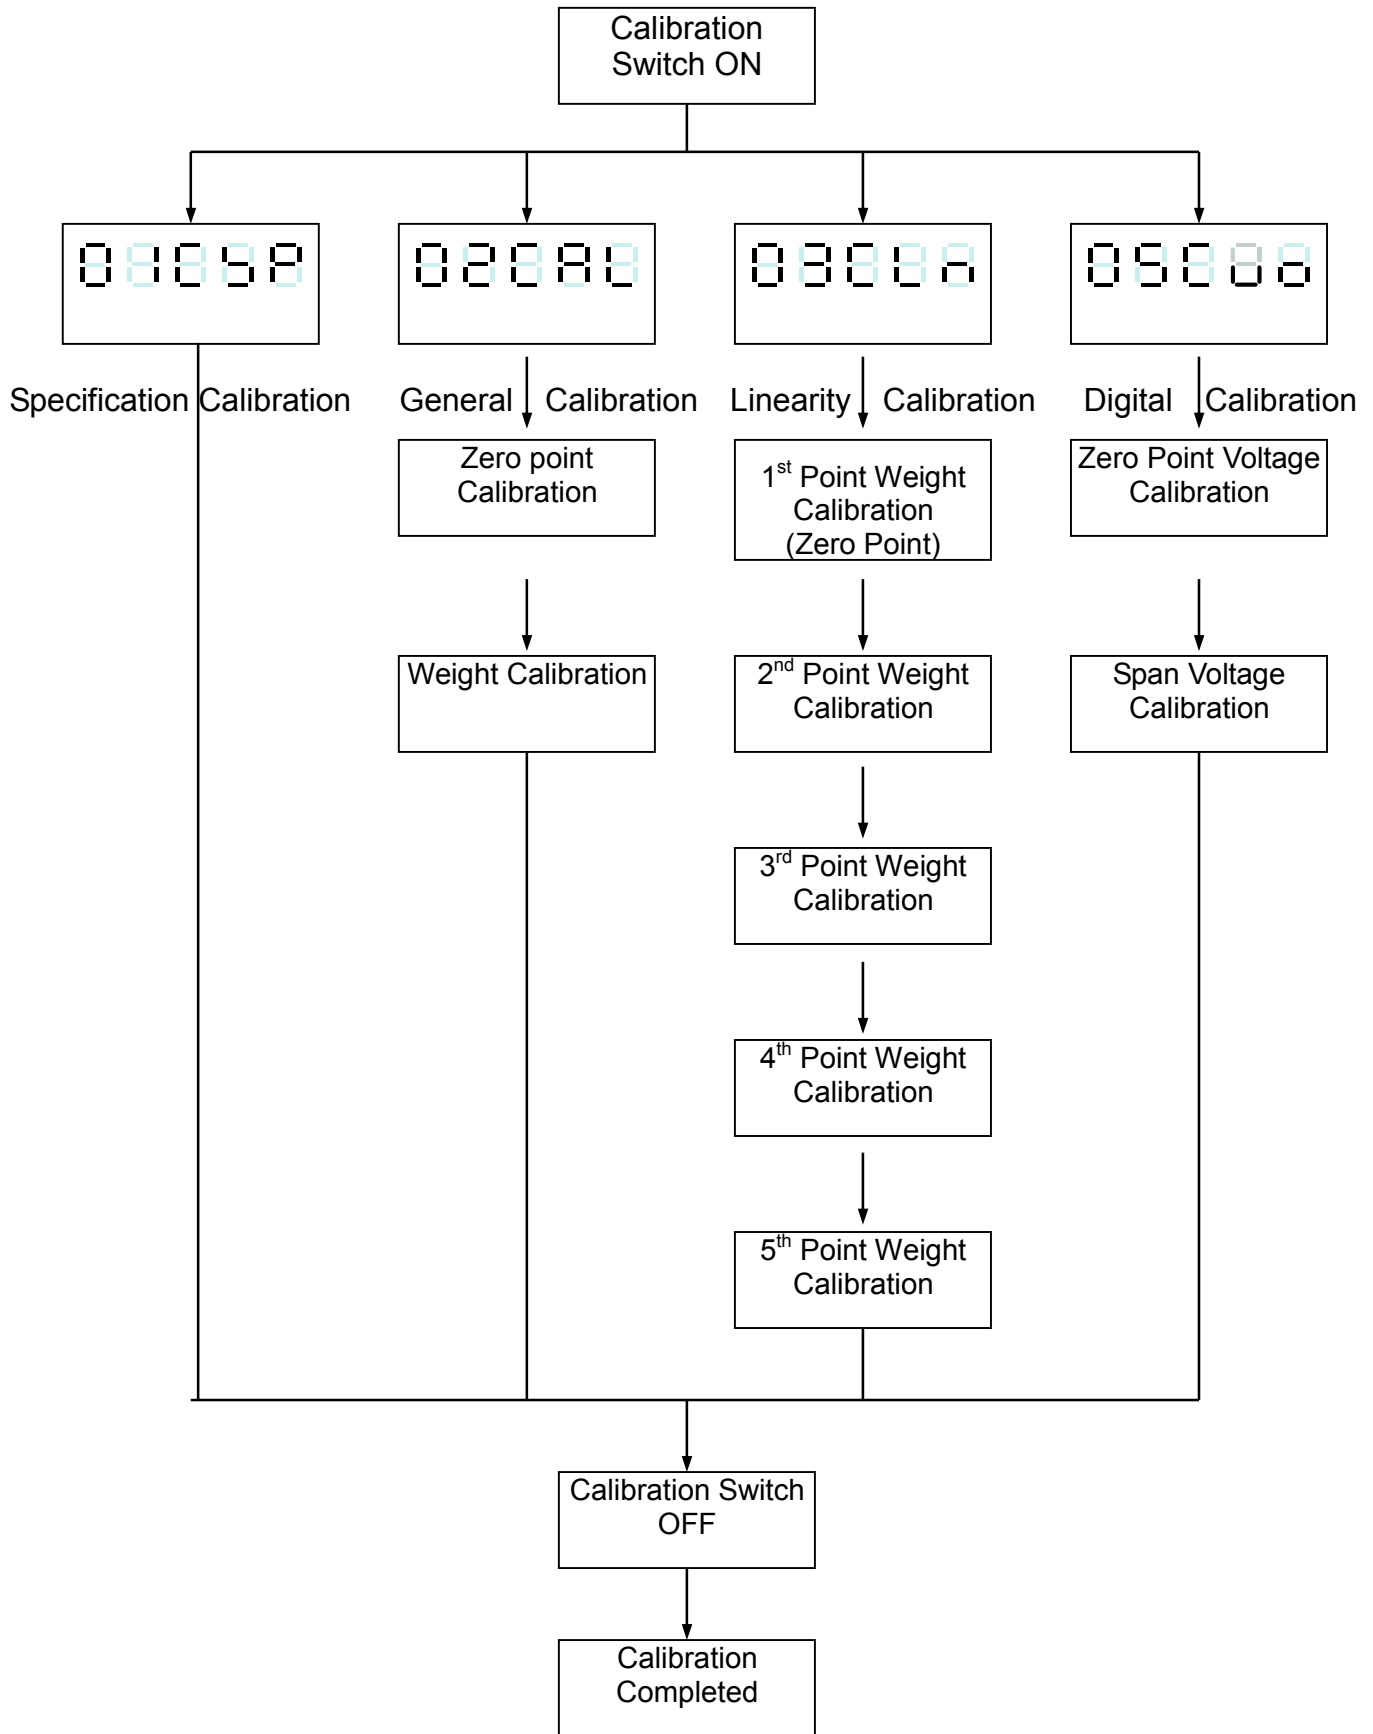 Calibration
Switch ON
01CSP
02CAL
03CLn
05Cuo
Specification Calibration
General Calibration
Linearity Calibration
Digital Calibration
Zero point
Calibration
1st Point Weight
Calibration
(Zero Point)
Zero Point Voltage
Calibration
Weight Calibration
2nd Point Weight
Calibration
Span Voltage
Calibration
3rd Point Weight
Calibration
4th Point Weight
Calibration
5th Point Weight
Calibration
Calibration Switch
OFF
Calibration
Completed